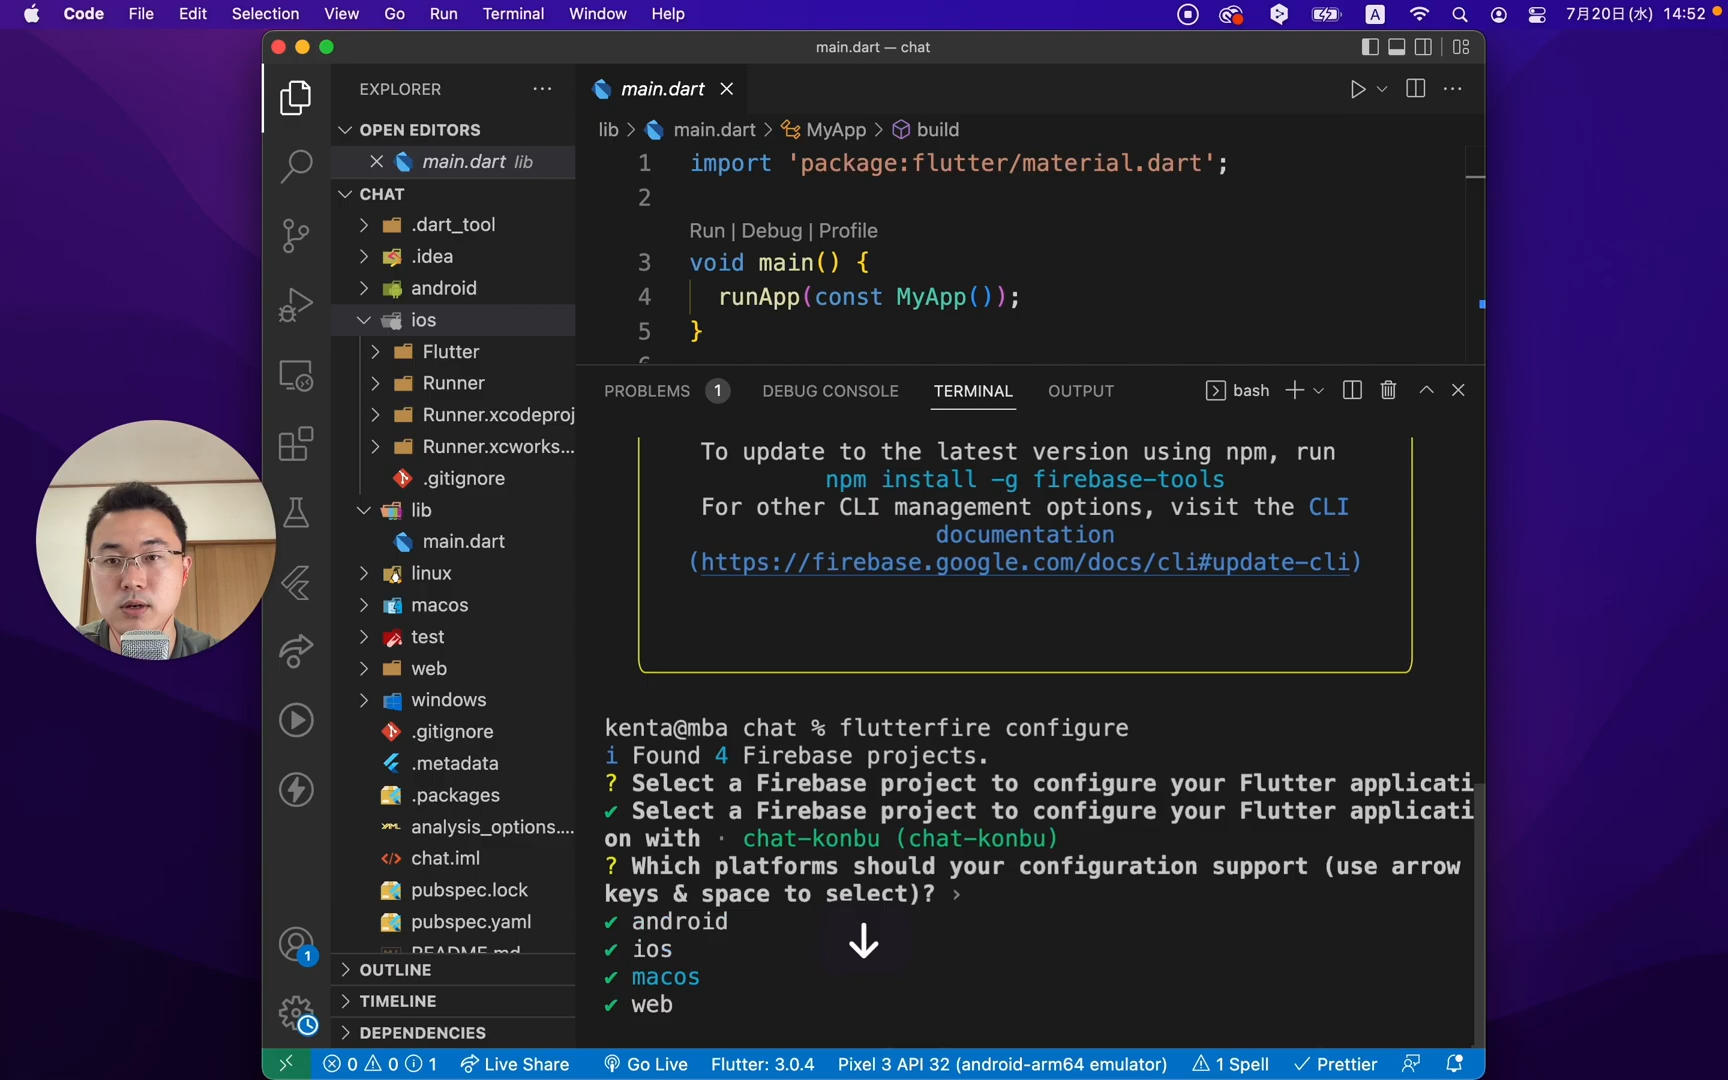 Code File Edit Selection View Go Run Terminal Window Help
A 7月20日(水) 14:52
main.dart — chat
EXPLORER
OPEN EDITORS
main.dart lib
CHAT
.dart_tool
.idea
android
ios
Flutter
Runner
Runner.xcodeproj
Runner.xcworks...
.gitignore
lib
main.dart
linux
macos
test
web
windows
.gitignore
.metadata
.packages
analysis_options....
chat.iml
pubspec.lock
pubspec.yaml
README.md
OUTLINE
TIMELINE
DEPENDENCIES
1
main.dart
lib > main.dart > MyApp > build
1 import 'package:flutter/material.dart';
2
Run | Debug | Profile
3 void main() {
4 runApp(const MyApp());
5 }
6
PROBLEMS 1 DEBUG CONSOLE TERMINAL OUTPUT bash
To update to the latest version using npm, run
npm install -g firebase-tools
For other CLI management options, visit the CLI
documentation
(https://firebase.google.com/docs/cli#update-cli)
kenta@mba chat % flutterfire configure
i Found 4 Firebase projects.
? Select a Firebase project to configure your Flutter applicati
✔ Select a Firebase project to configure your Flutter applicati
on with · chat-konbu (chat-konbu)
? Which platforms should your configuration support (use arrow
keys & space to select)? ›
✔ android
✔ ios
✔ macos
✔ web
0 0 1 Live Share Go Live Flutter: 3.0.4 Pixel 3 API 32 (android-arm64 emulator) 1 Spell Prettier